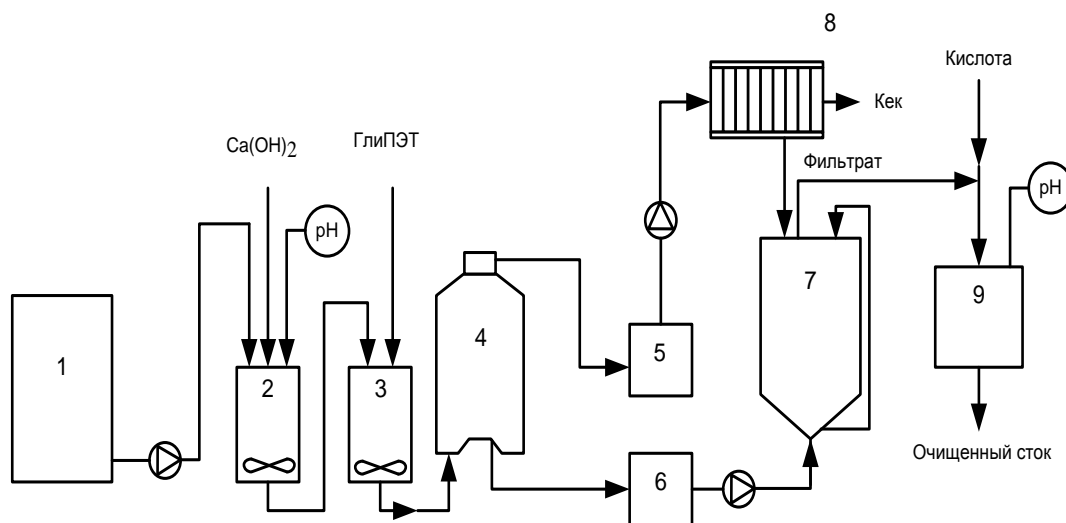 8
Кислота
Кек
Ca(OH)2
ГлиПЭТ
Фильтрат
pH
pH
1
2
3
4
5
6
7
9
Очищенный сток